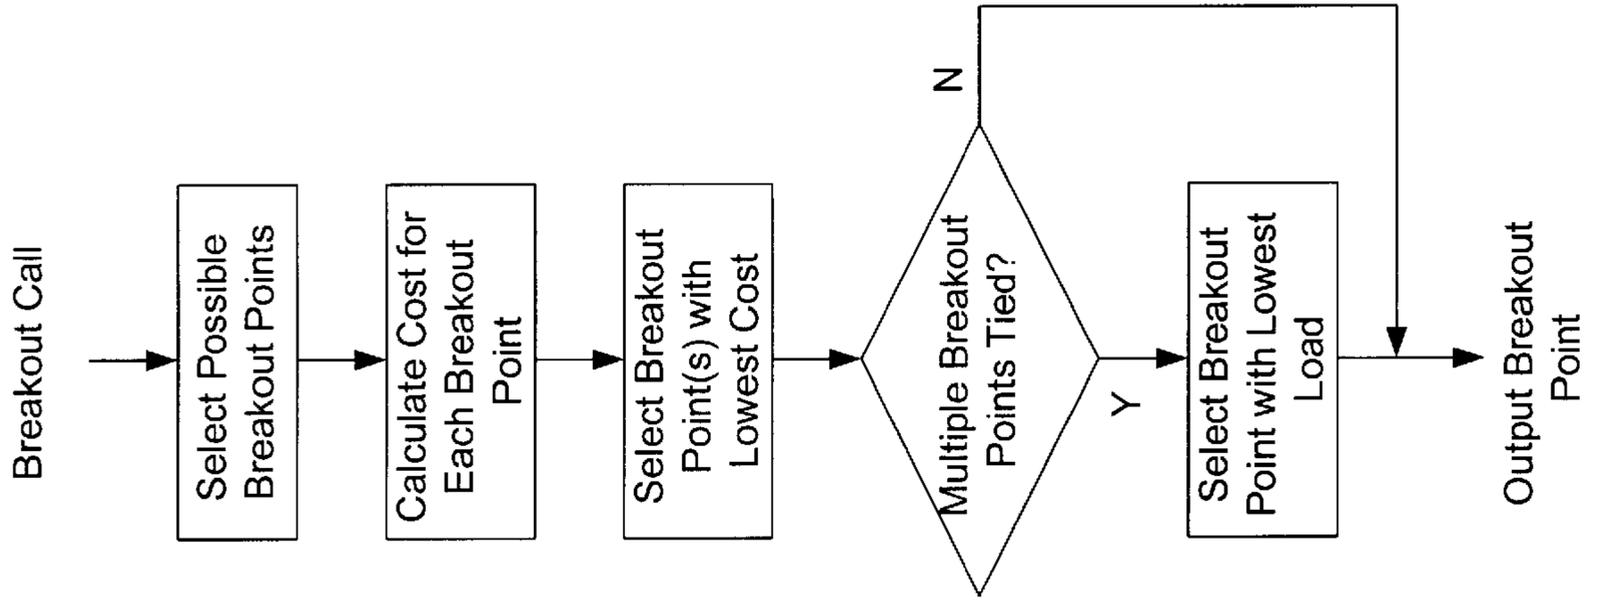 Breakout Call
Select Possible
Breakout Points
Calculate Cost for
Each Breakout
Point
Select Breakout
Point(s) with
Lowest Cost
Multiple Breakout
Points Tied?
N
Y
Select Breakout
Point with Lowest
Load
Output Breakout
Point